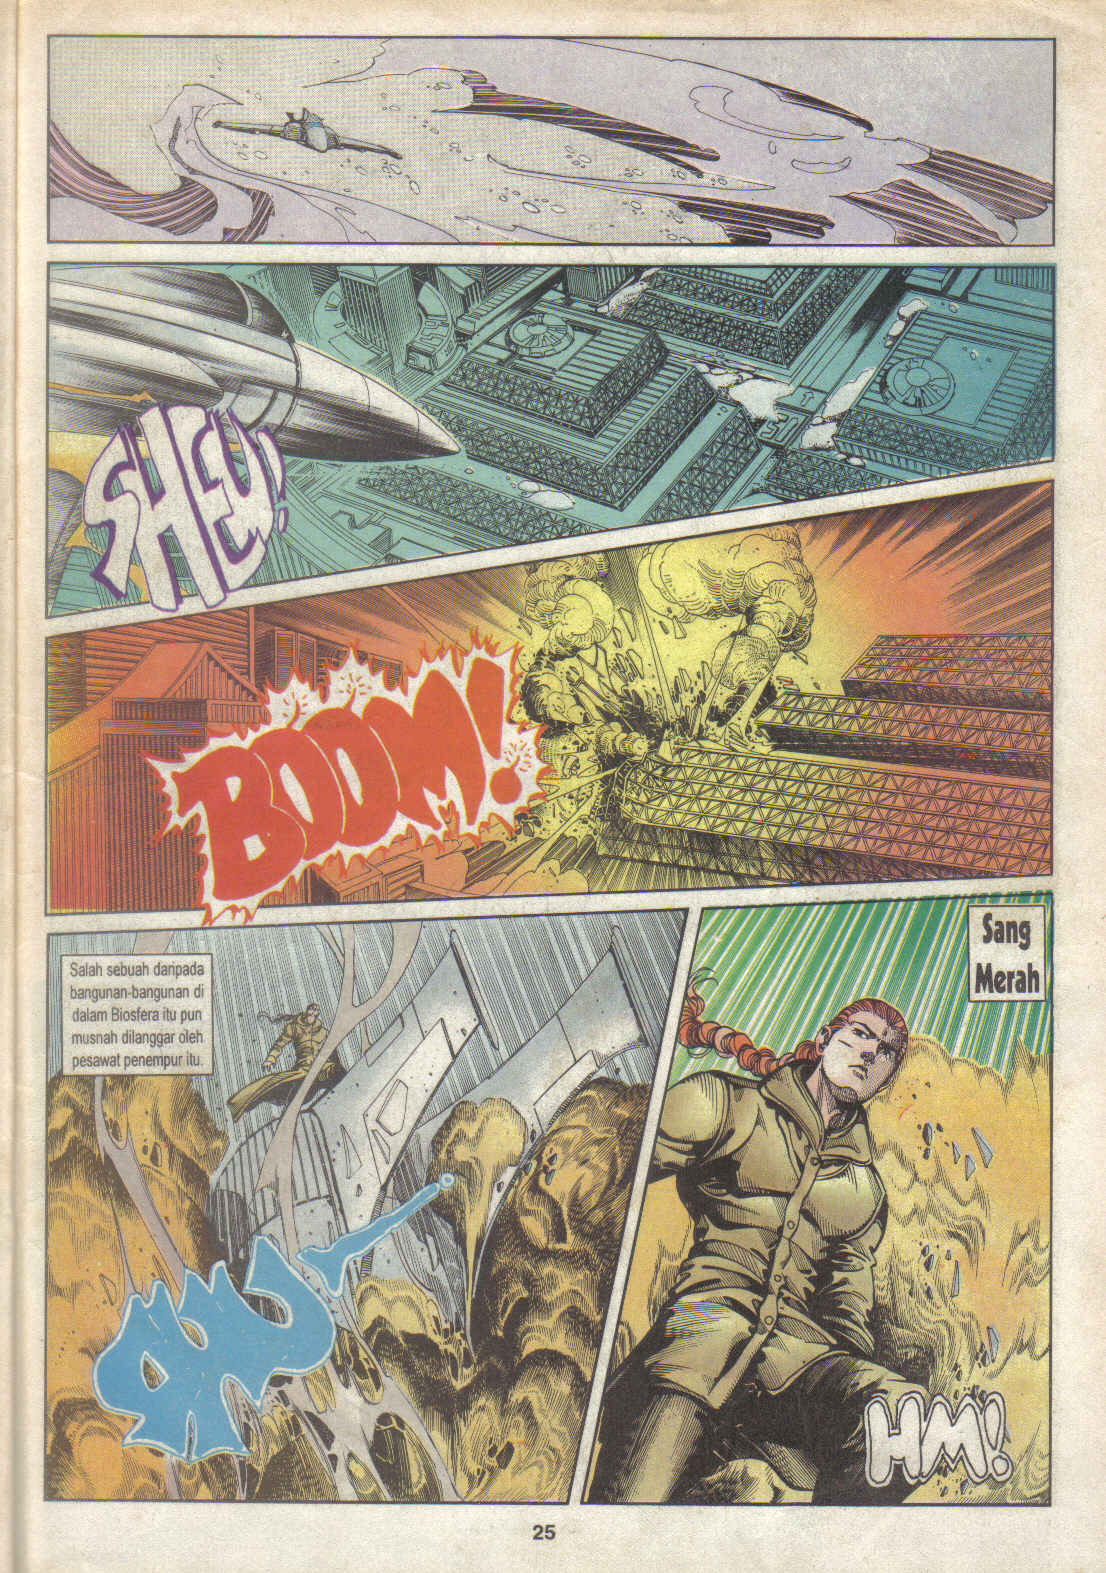 SHEU!
BOOM!
Salah sebuah daripada
bangunan-bangunan di
dalam Biosfera itu pun
musnah dilanggar oleh
pesawat penempur itu.
Sang
Merah
HM!
25